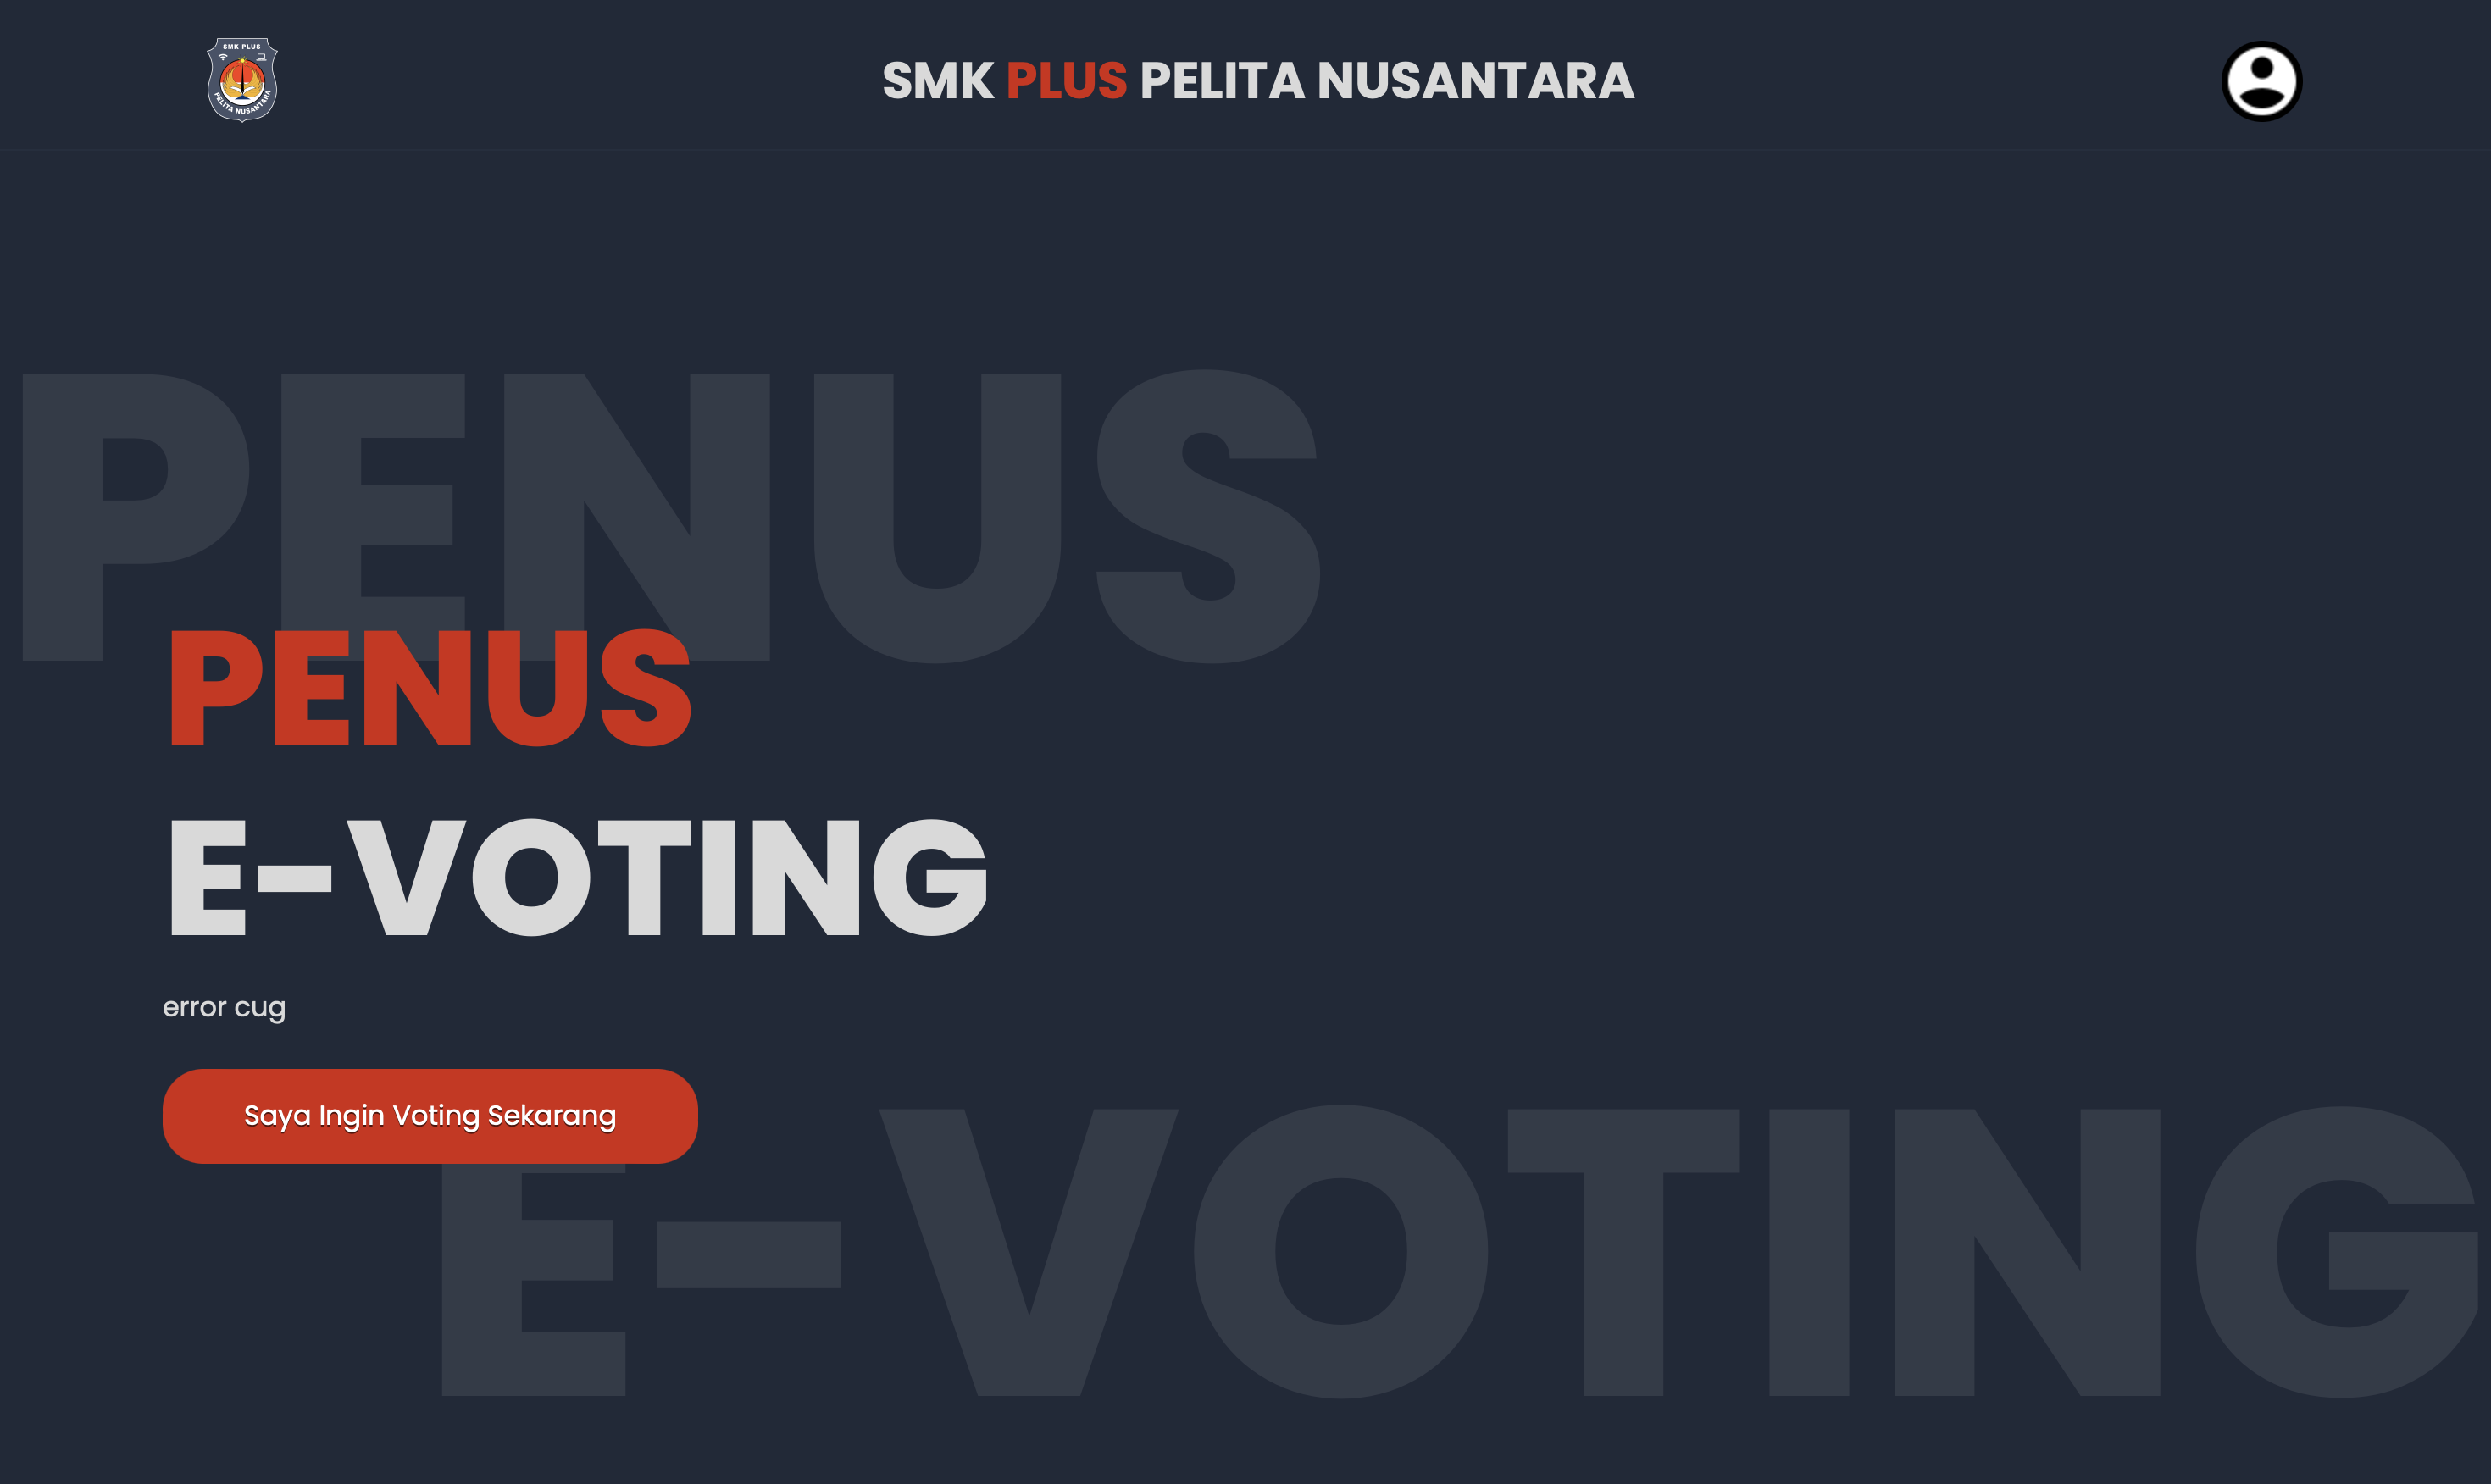 SMK PLUS
PELITA NUSANTARA
SMK PLUS PELITA NUSANTARA
PENUS
PENUS
E-VOTING
error cug
Saya Ingin Voting Sekarang
E-VOTING